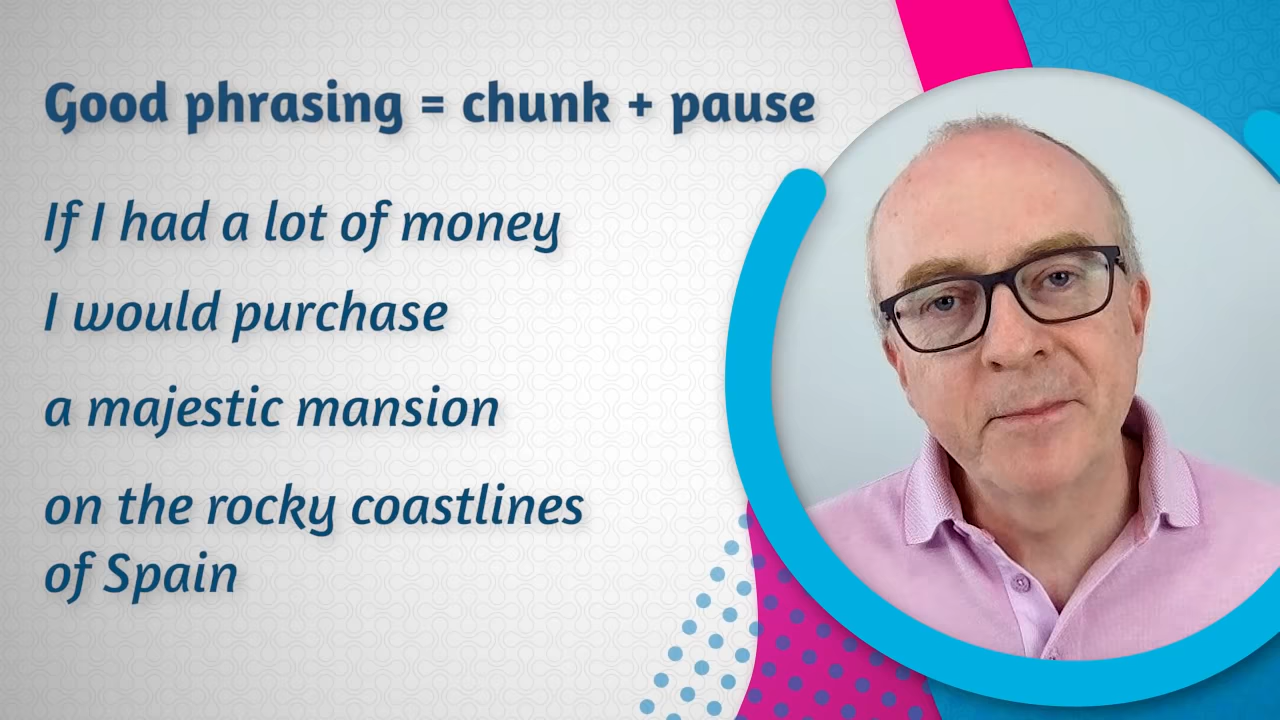 Good phrasing = chunk + pause
If I had a lot of money
I would purchase
a majestic mansion
on the rocky coastlines
of Spain